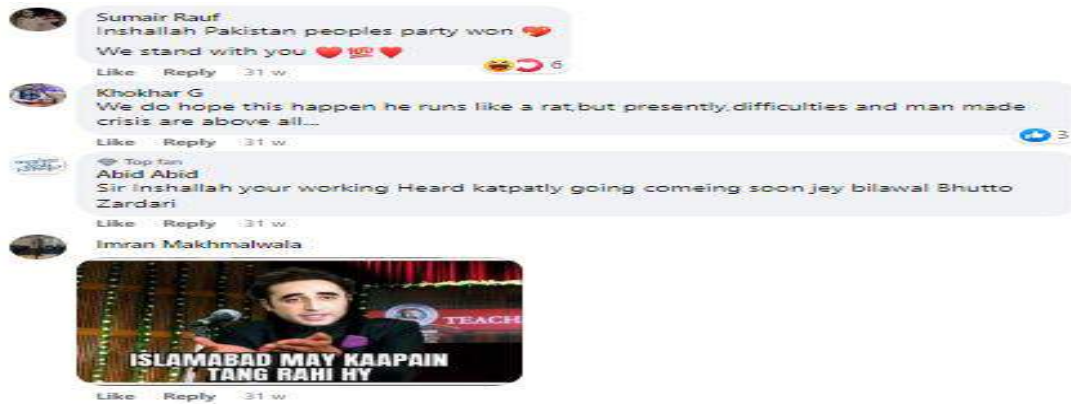 Sumair Rauf
Inshallah Pakistan peoples party won 💝
We stand with you ❤️ 💯 ❤️
Like Reply 31 w
6
Khokhar G
We do hope this happen he runs like a rat,but presently,difficulties and man made
crisis are above all...
Like Reply 31 w
3
Top fan
Abid Abid
Sir Inshallah your working Heard katpatly going comeing soon jey bilawal Bhutto
Zardari
Like Reply 31 w
Imran Makhmalwala
TEACH
ISLAMABAD MAY KAAPAIN
TANG RAHI HY
Like Reply 31 w